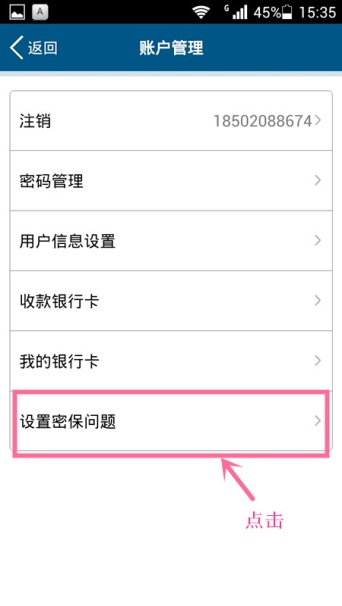 A G 45% 15:35
返回 账户管理
注销 18502088674
密码管理
用户信息设置
收款银行卡
我的银行卡
设置密保问题
点击